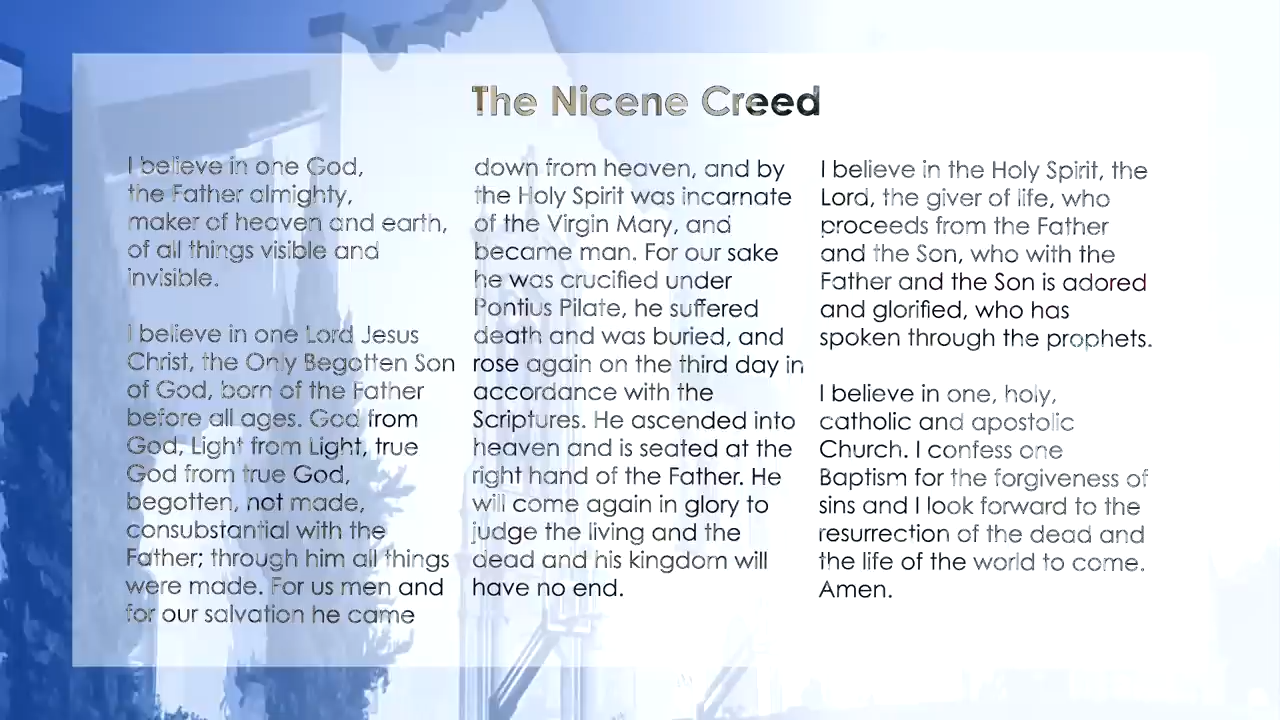 The Nicene Creed
I believe in one God,
the Father almighty,
maker of heaven and earth,
of all things visible and
invisible.
I believe in one Lord Jesus
Christ, the Only Begotten Son
of God, born of the Father
before all ages. God from
God, Light from Light, true
God from true God,
begotten, not made,
consubstantial with the
Father; through him all things
were made. For us men and
for our salvation he came
down from heaven, and by
the Holy Spirit was incarnate
of the Virgin Mary, and
became man. For our sake
he was crucified under
Pontius Pilate, he suffered
death and was buried, and
rose again on the third day in
accordance with the
Scriptures. He ascended into
heaven and is seated at the
right hand of the Father. He
will come again in glory to
judge the living and the
dead and his kingdom will
have no end.
I believe in the Holy Spirit, the
Lord, the giver of life, who
proceeds from the Father
and the Son, who with the
Father and the Son is adored
and glorified, who has
spoken through the prophets.
I believe in one, holy,
catholic and apostolic
Church. I confess one
Baptism for the forgiveness of
sins and I look forward to the
resurrection of the dead and
the life of the world to come.
Amen.